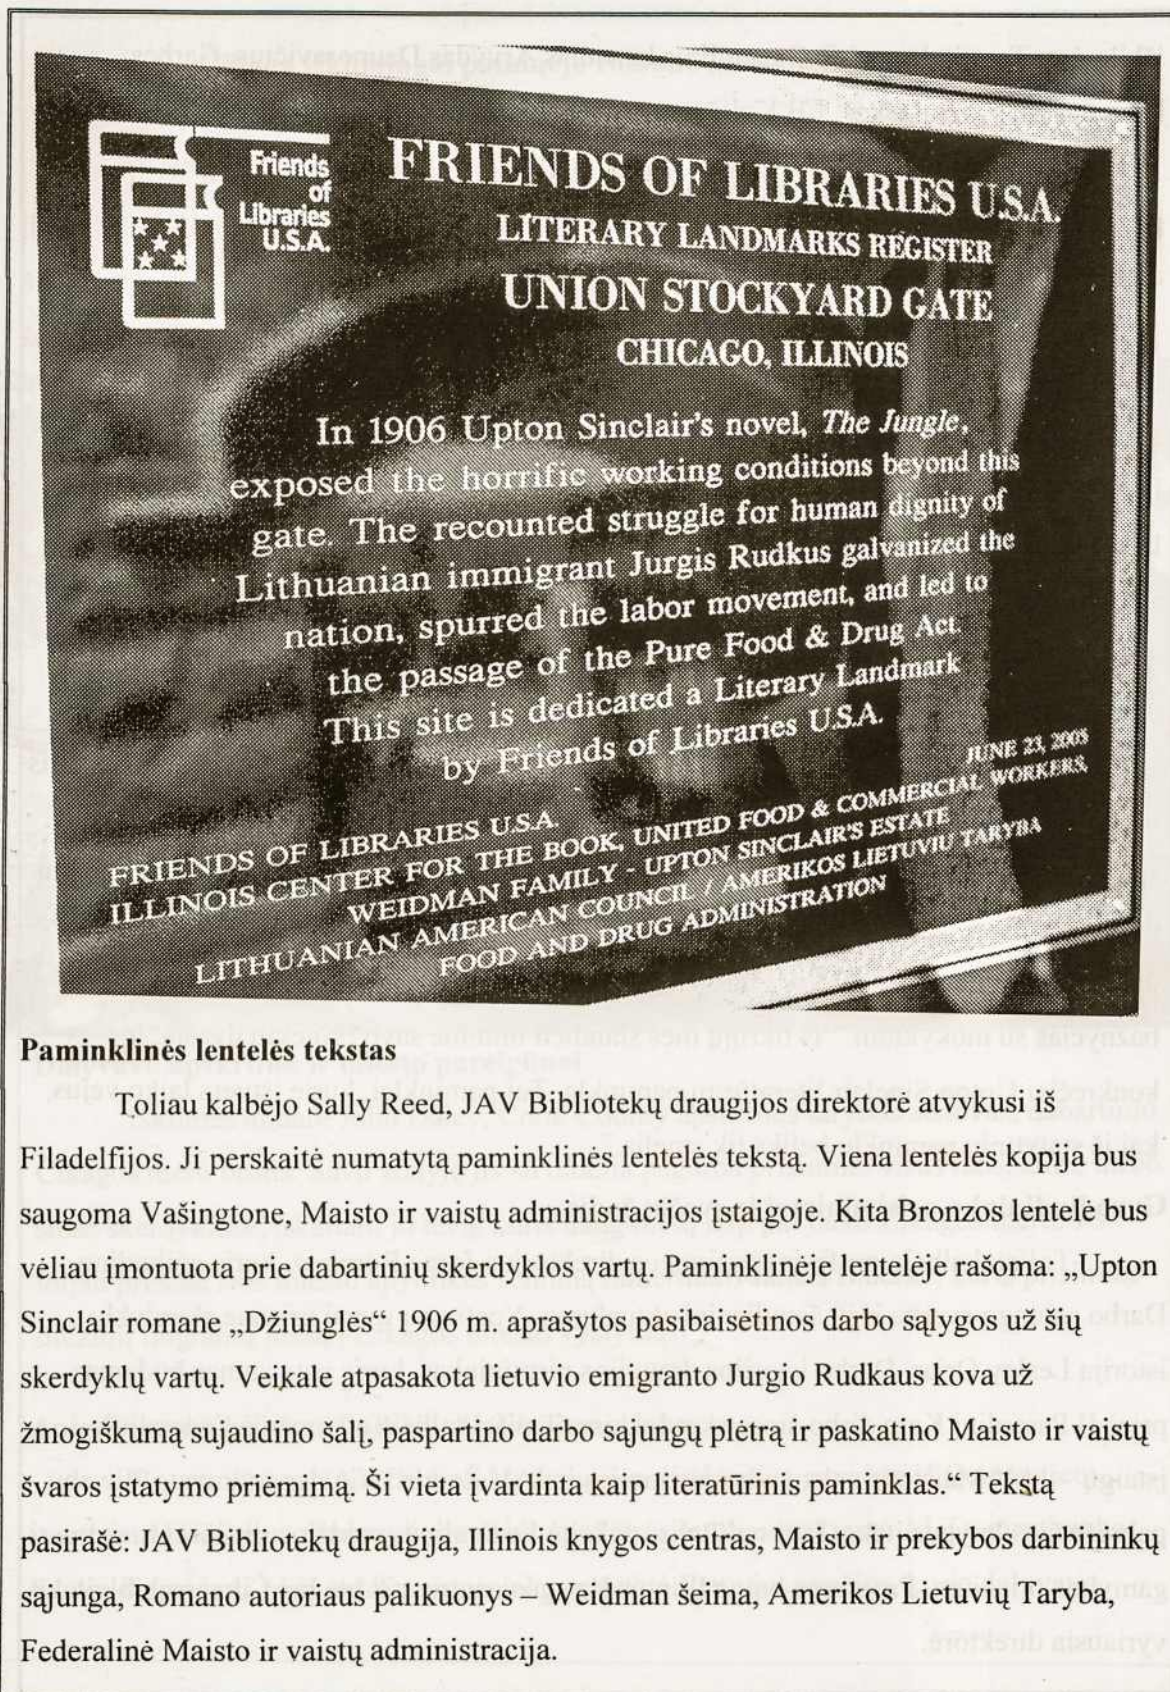 Friends
of
Libraries
U.S.A.
FRIENDS OF LIBRARIES U.S.A.
LITERARY LANDMARKS REGISTER
UNION STOCKYARD GATE
CHICAGO, ILLINOIS
In 1906 Upton Sinclair's novel, The Jungle,
exposed the horrific working conditions beyond this
gate. The recounted struggle for human dignity of
Lithuanian immigrant Jurgis Rudkus galvanized the
nation, spurred the labor movement, and led to
the passage of the Pure Food & Drug Act.
This site is dedicated a Literary Landmark
by Friends of Libraries U.S.A.
JUNE 23, 2005
FRIENDS OF LIBRARIES U.S.A.
ILLINOIS CENTER FOR THE BOOK, UNITED FOOD & COMMERCIAL WORKERS,
WEIDMAN FAMILY - UPTON SINCLAIR'S ESTATE
LITHUANIAN AMERICAN COUNCIL / AMERIKOS LIETUVIU TARYBA
FOOD AND DRUG ADMINISTRATION
Paminklinės lentelės tekstas
Toliau kalbėjo Sally Reed, JAV Bibliotekų draugijos direktorė atvykusi iš
Filadelfijos. Ji perskaitė numatytą paminklinės lentelės tekstą. Viena lentelės kopija bus
saugoma Vašingtone, Maisto ir vaistų administracijos įstaigoje. Kita Bronzos lentelė bus
vėliau įmontuota prie dabartinių skerdyklos vartų. Paminklinėje lentelėje rašoma: „Upton
Sinclair romane „Džiunglės“ 1906 m. aprašytos pasibaisėtinos darbo sąlygos už šių
skerdyklų vartų. Veikale atpasakota lietuvio emigranto Jurgio Rudkaus kova už
žmogiškumą sujaudino šalį, paspartino darbo sąjungų plėtrą ir paskatino Maisto ir vaistų
švaros įstatymo priėmimą. Ši vieta įvardinta kaip literatūrinis paminklas.“ Tekstą
pasirašė: JAV Bibliotekų draugija, Illinois knygos centras, Maisto ir prekybos darbininkų
sąjunga, Romano autoriaus palikuonys – Weidman šeima, Amerikos Lietuvių Taryba,
Federalinė Maisto ir vaistų administracija.